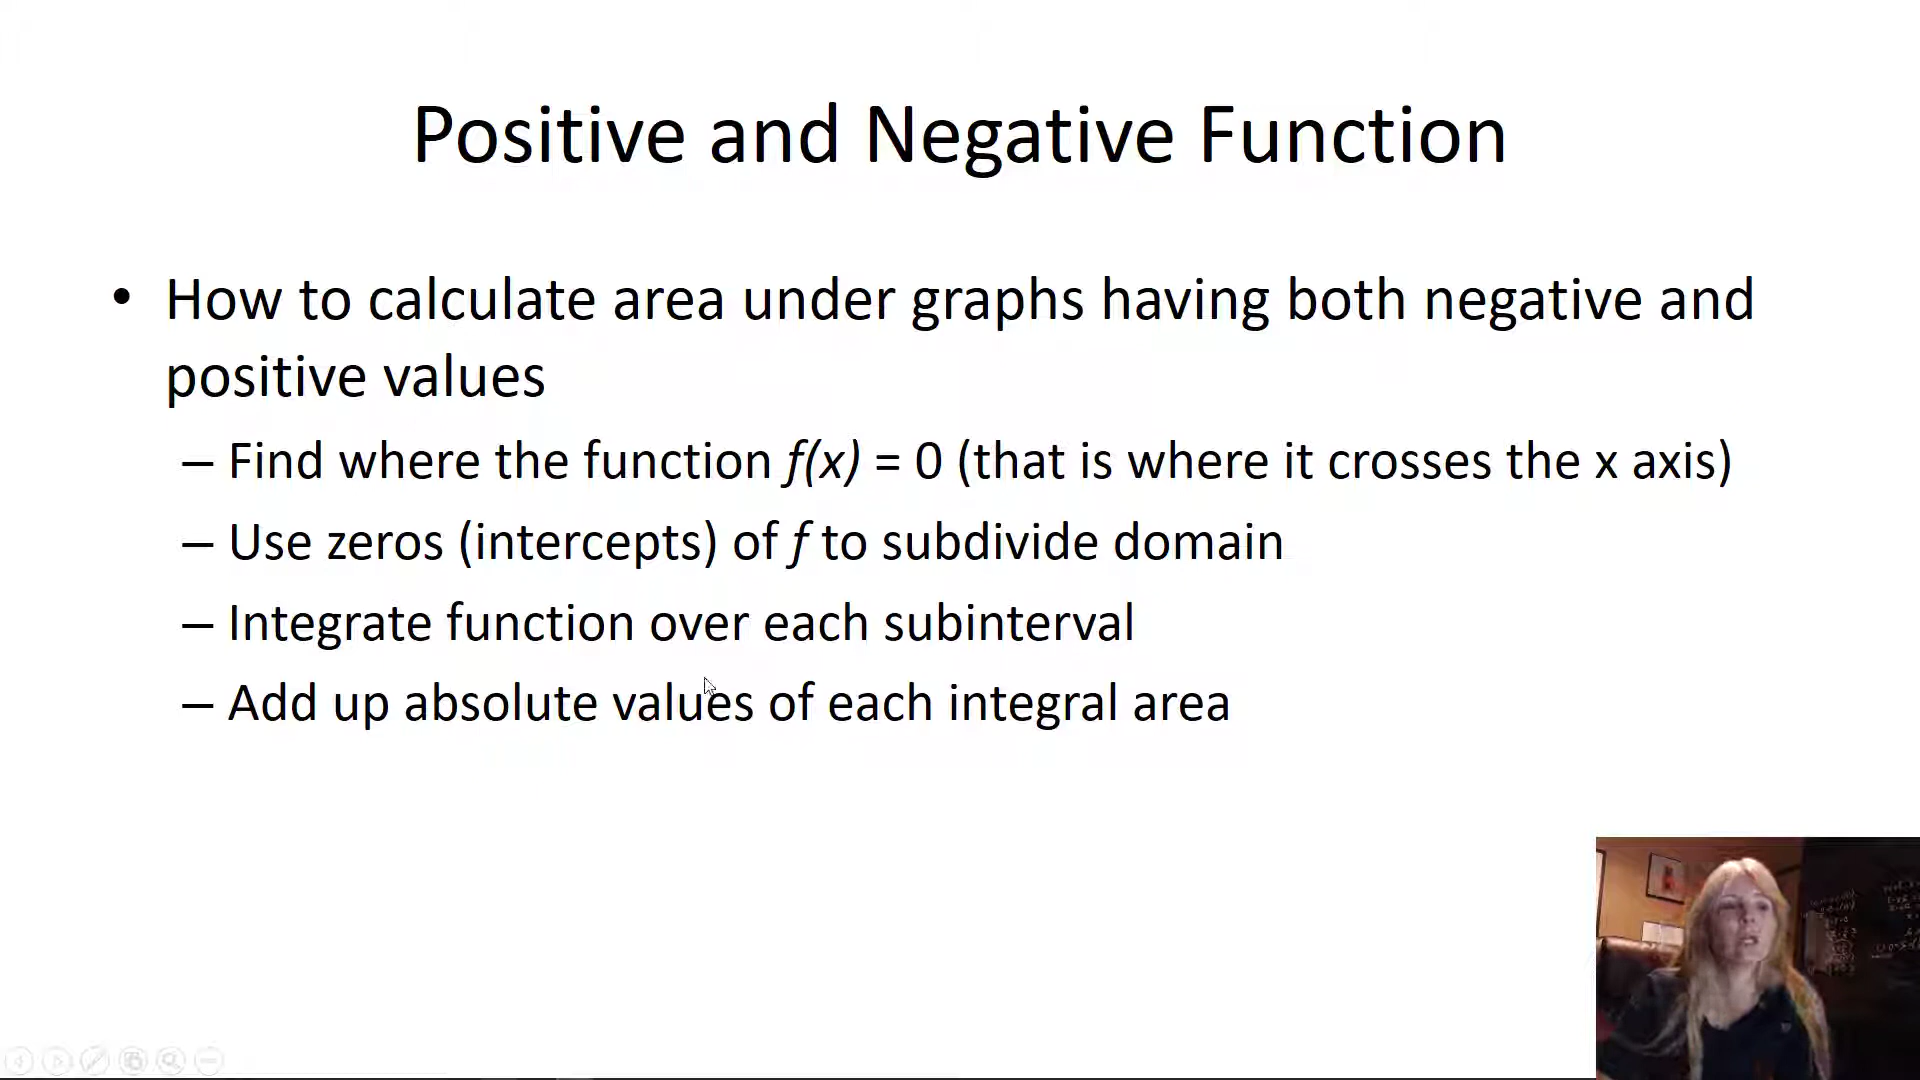 Positive and Negative Function
• How to calculate area under graphs having both negative and
positive values
– Find where the function f(x) = 0 (that is where it crosses the x axis)
– Use zeros (intercepts) of f to subdivide domain
– Integrate function over each subinterval
– Add up absolute values of each integral area